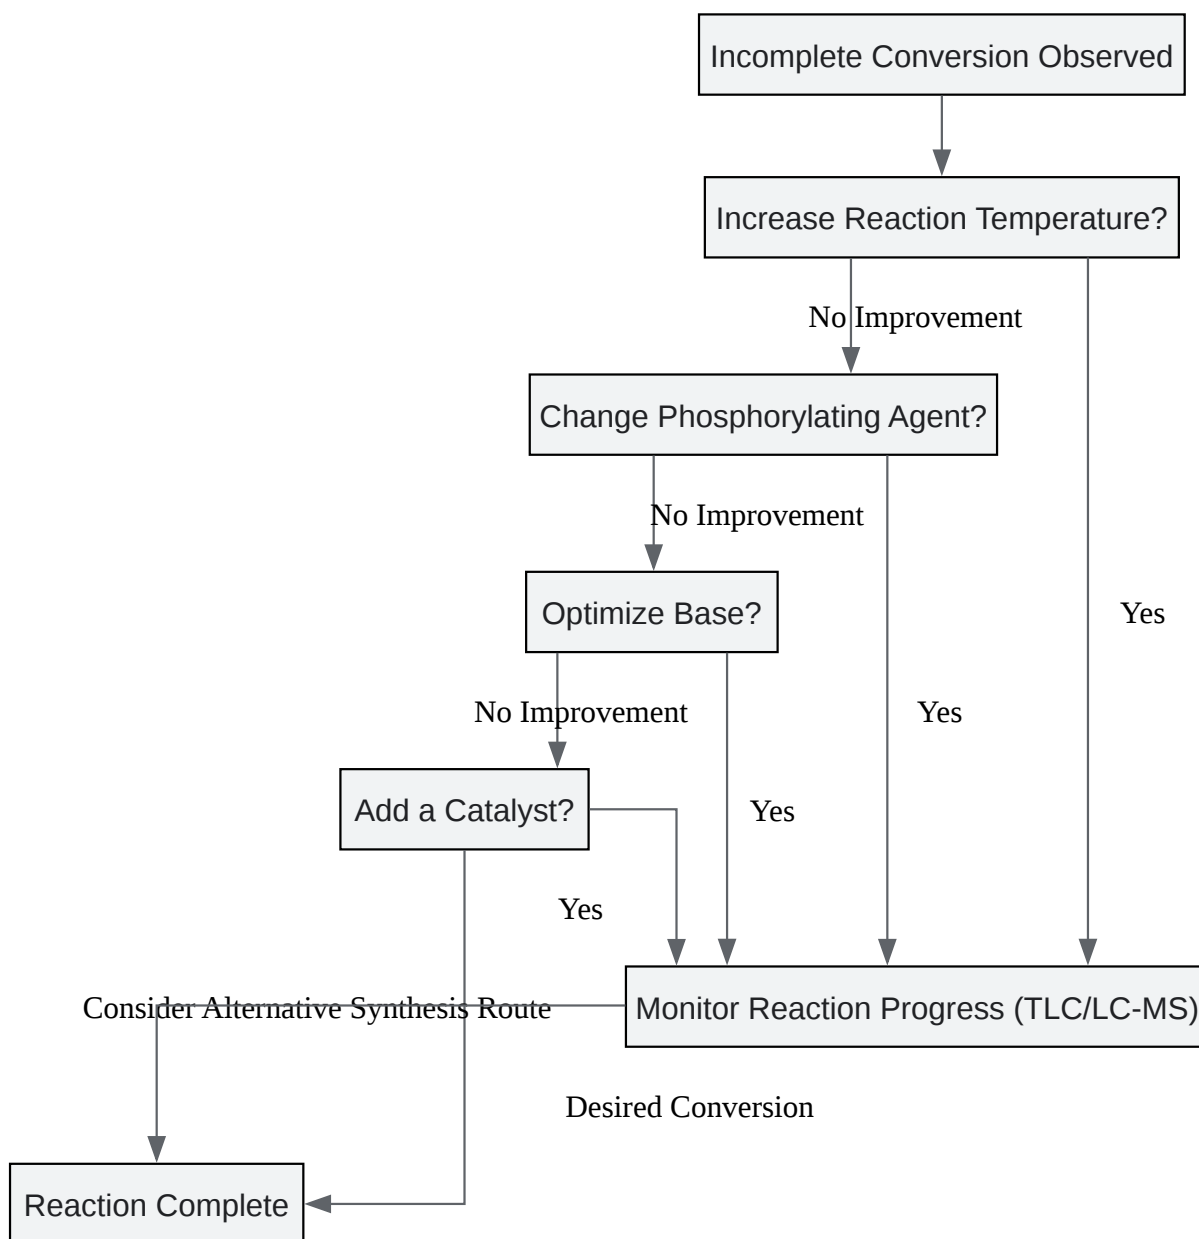 Incomplete Conversion Observed
Increase Reaction Temperature?
No Improvement
Change Phosphorylating Agent?
No Improvement
Optimize Base?
Yes
No Improvement
Yes
Add a Catalyst?
Yes
Yes
Consider Alternative Synthesis Route
Monitor Reaction Progress (TLC/LC-MS)
Desired Conversion
Reaction Complete